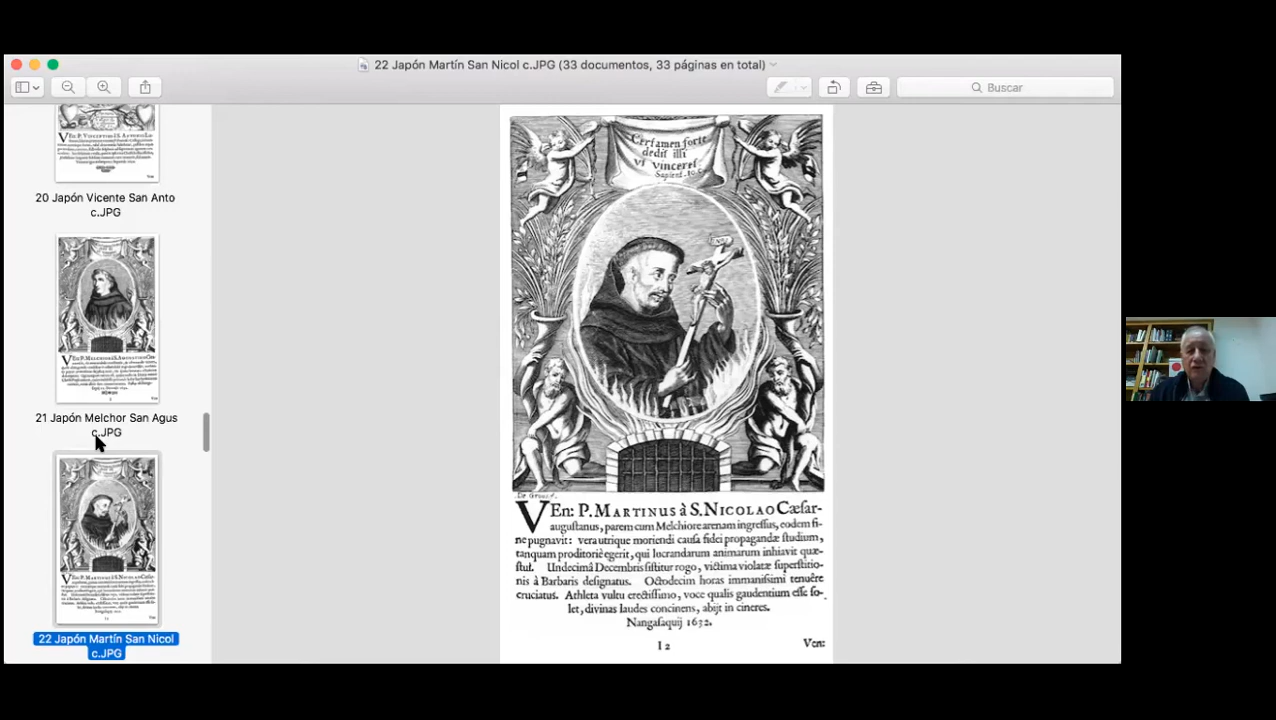 22 Japón Martín San Nicol c.JPG (33 documentos, 33 páginas en total)
Buscar
20 Japón Vicente San Anto
c.JPG
21 Japón Melchor San Agus
c.JPG
22 Japón Martín San Nicol
c.JPG
Certamen forte
dedit illi
vt vinceret
Sapient. 10. c
VEn: P. MARTINUS à S. NICOLAO Cæsar-
augustanus, parem cum Melchiore arenam ingressus, eodem fi-
ne pugnavit: vera utrique moriendi causa fidei propagandæ studium,
tanquam proditorie egerit, qui lucrandarum animarum inhiavit quæ-
stui. Undecimâ Decembris sistitur rogo, victima violatæ superstitio-
nis à Barbaris designatus. Octodecim horas immanissimi tenuêre
cruciatus. Athleta vultu erectissimo, voce qualis gaudentium esse so-
let, divinas laudes concinens, abijt in cineres.
Nangasaquij 1632.
I 2
Ven: